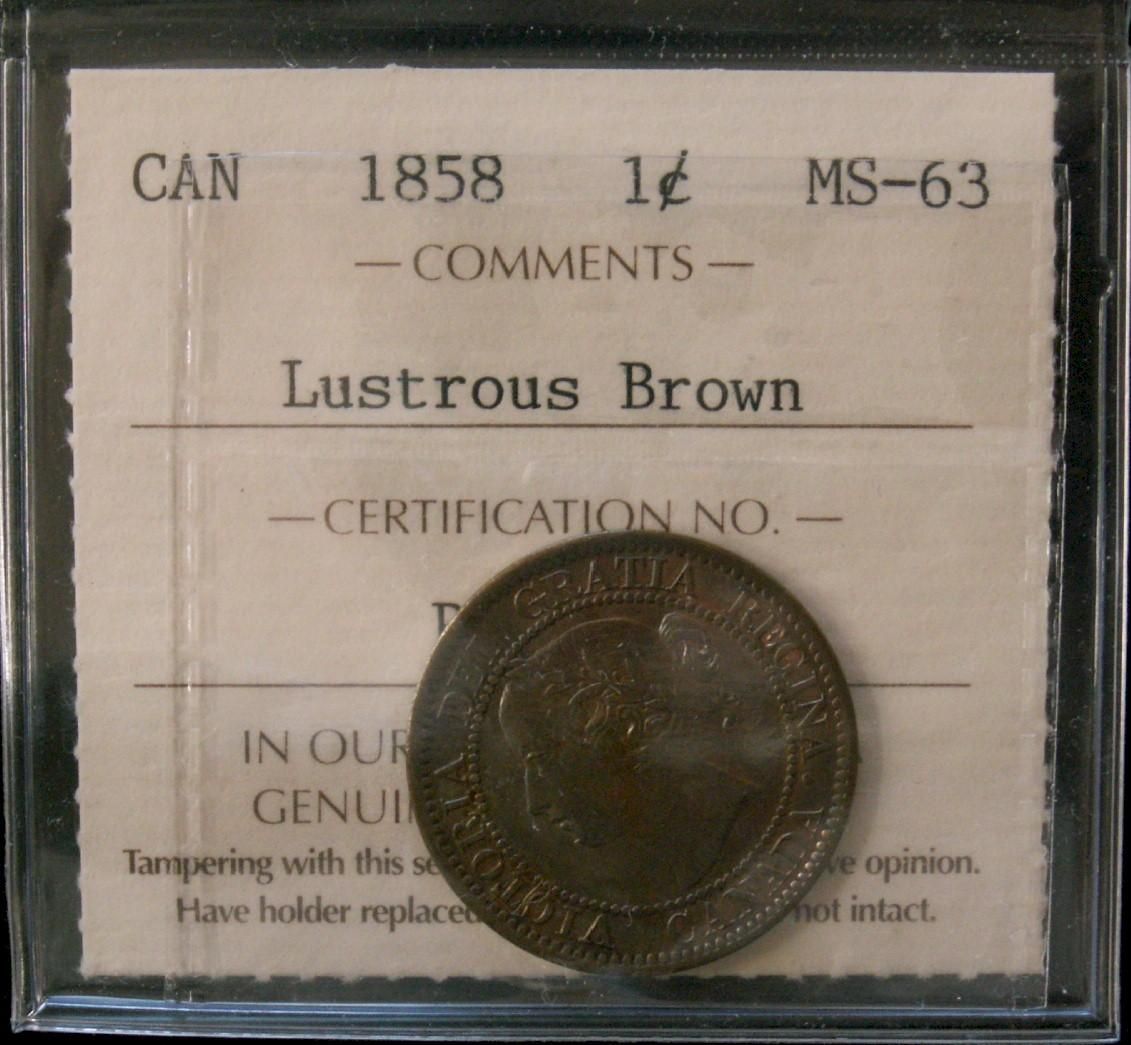 CAN 1858 1¢ MS-63
— COMMENTS —
Lustrous Brown
— CERTIFICATION NO. —
IN OUR
GENUI
Tampering with this se ve opinion.
Have holder replaced not intact.
VICTORIA DEI GRATIA REGINA.
CANADA